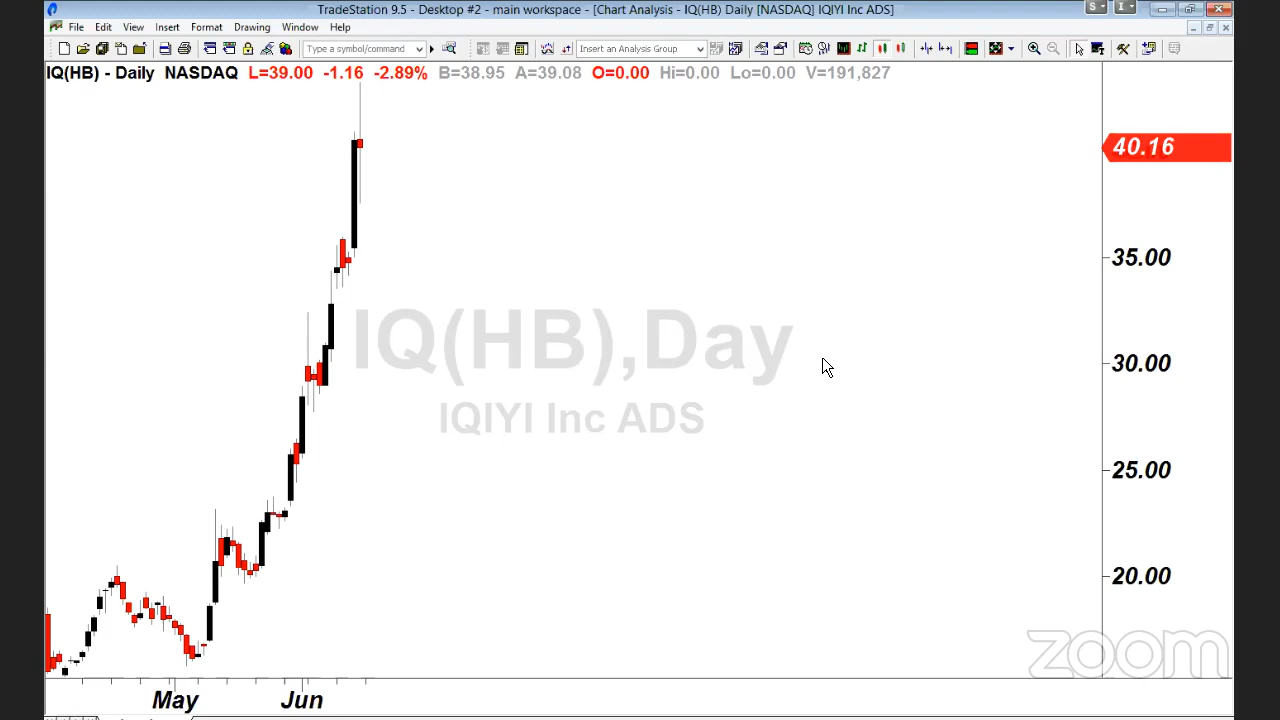 TradeStation 9.5 - Desktop #2 - main workspace - [Chart Analysis - IQ(HB) Daily [NASDAQ] IQIYI Inc ADS]
S I
File Edit View Insert Format Drawing Window Help
Type a symbol/command Insert an Analysis Group
IQ(HB) - Daily NASDAQ L=39.00 -1.16 -2.89% B=38.95 A=39.08 O=0.00 Hi=0.00 Lo=0.00 V=191,827
40.16
35.00
IQ(HB),Day
30.00
IQIYI Inc ADS
25.00
20.00
zoom
May Jun